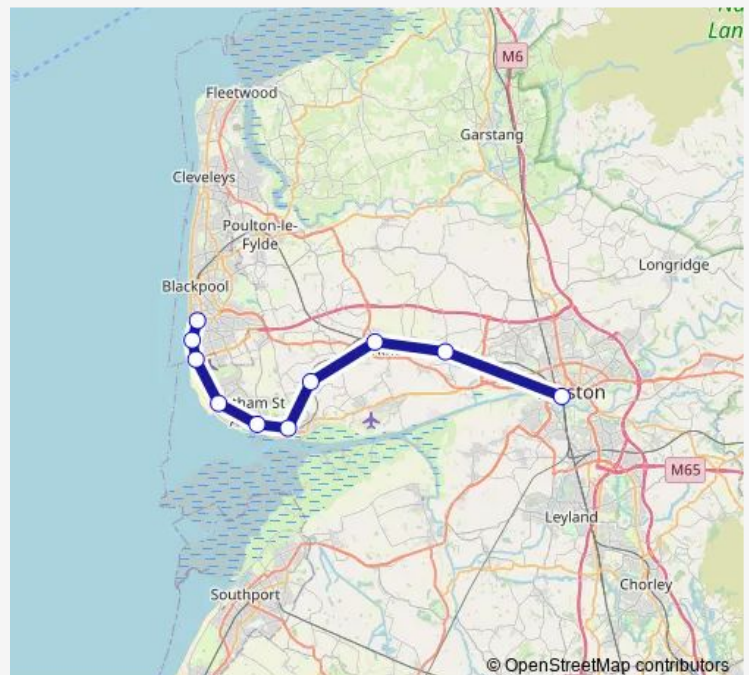 Lan
M6
Fleetwood
Garstang
Cleveleys
Poulton-le-
Fylde
Longridge
Blackpool
ston
tham St
M65
Leyland
Chorley
Southport
© OpenStreetMap contributors